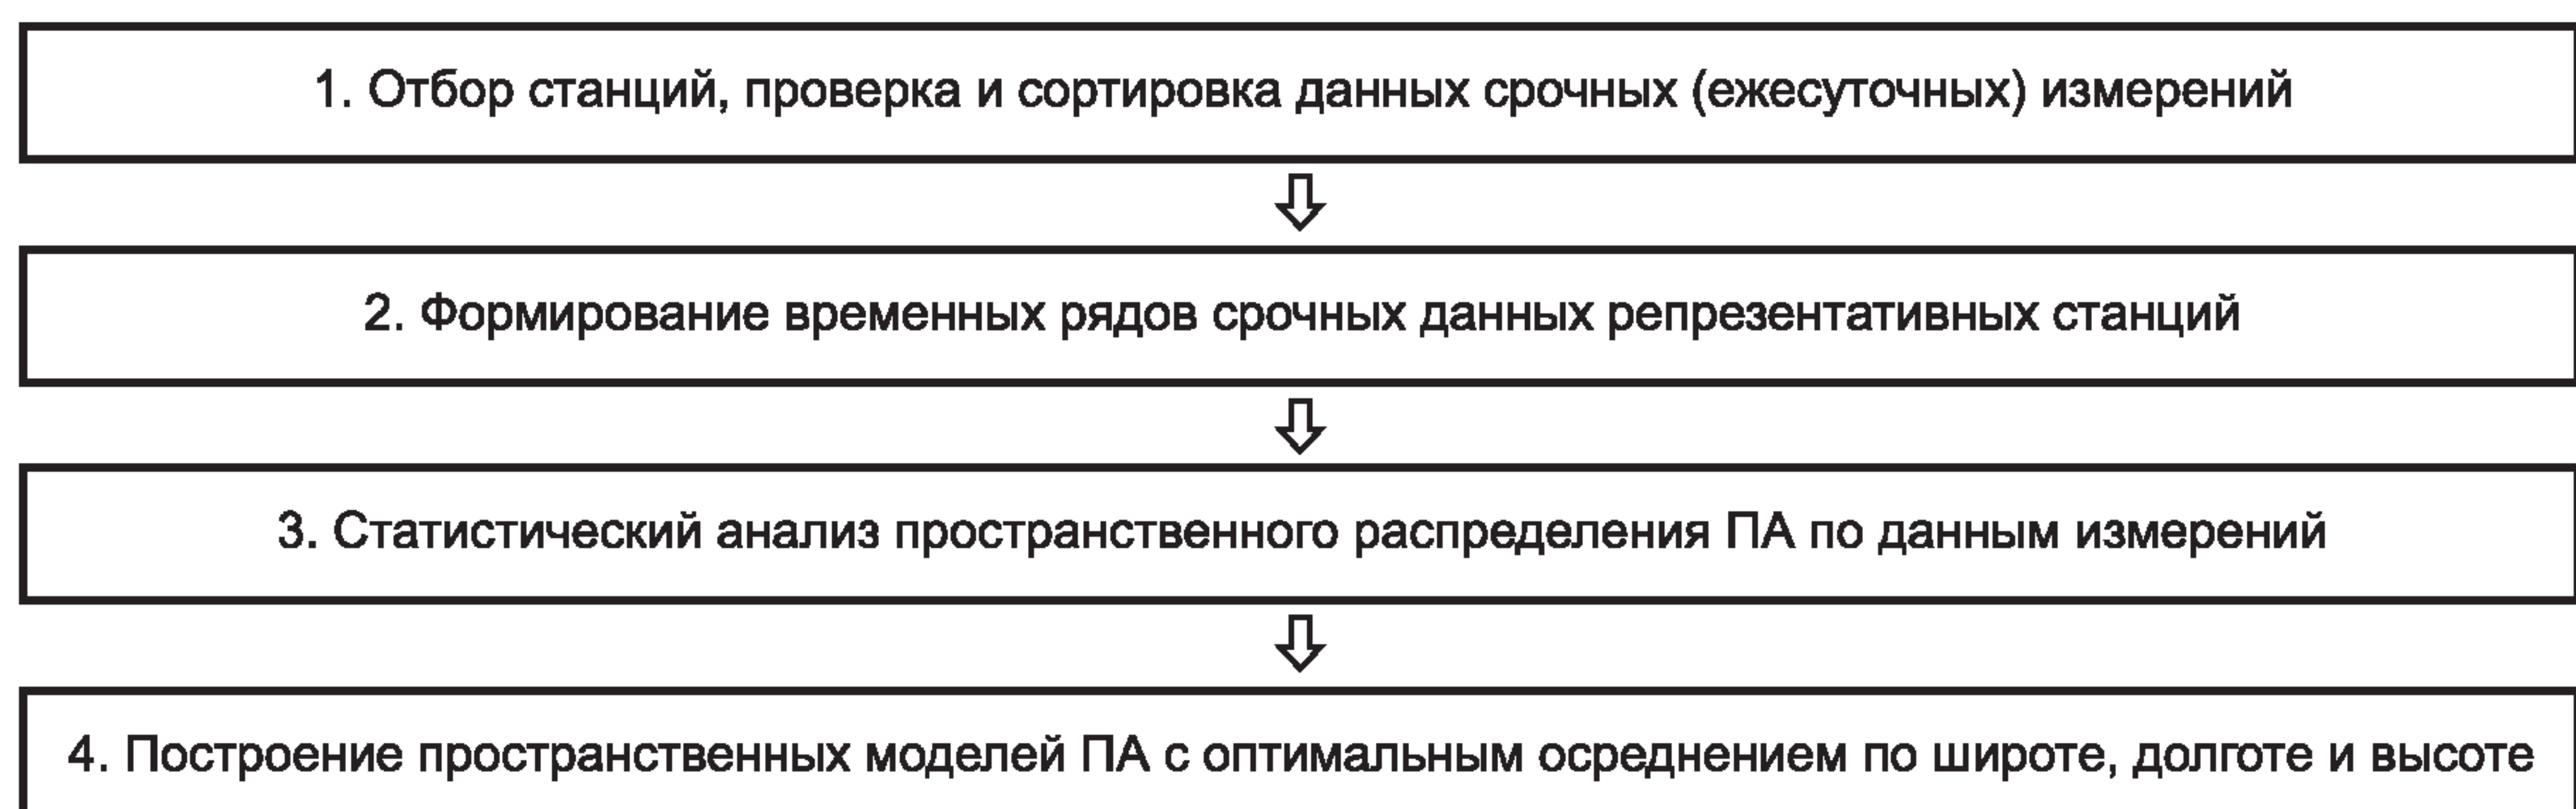 1. Отбор станций, проверка и сортировка данных срочных (ежесуточных) измерений
2. Формирование временных рядов срочных данных репрезентативных станций
3. Статистический анализ пространственного распределения ПА по данным измерений
4. Построение пространственных моделей ПА с оптимальным осреднением по широте, долготе и высоте